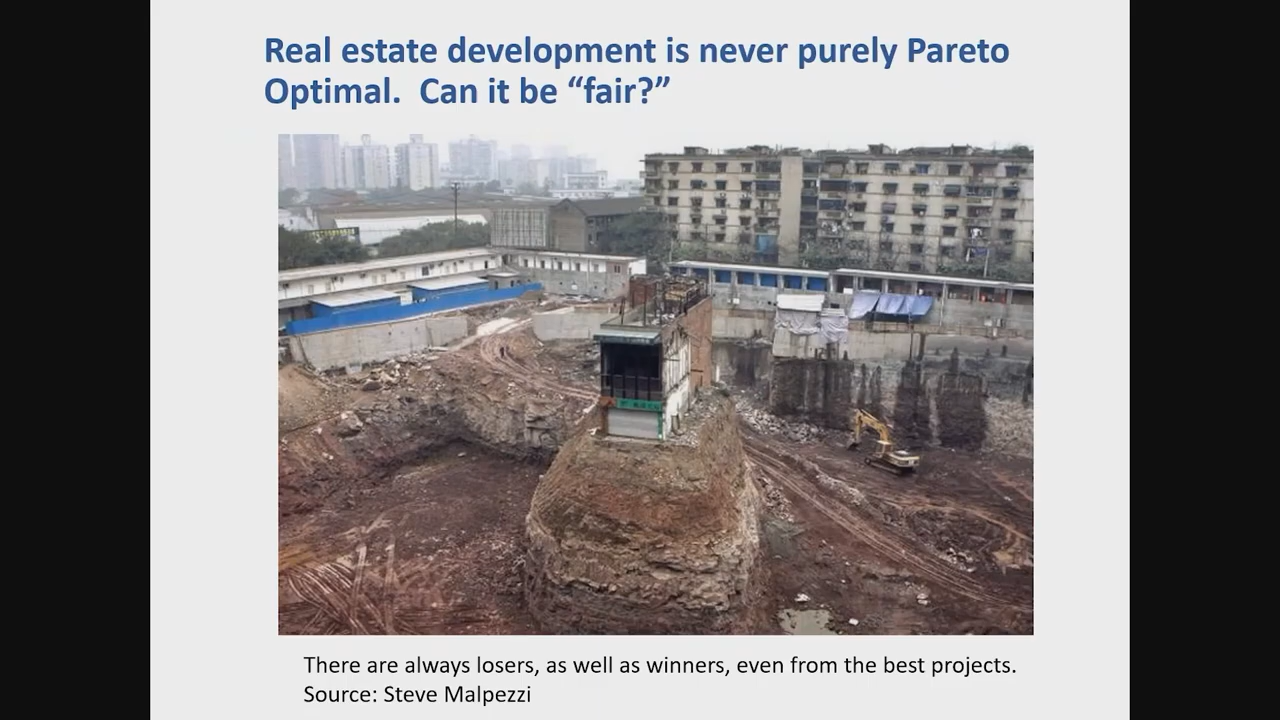 Real estate development is never purely Pareto
Optimal.  Can it be “fair?”
There are always losers, as well as winners, even from the best projects.
Source: Steve Malpezzi